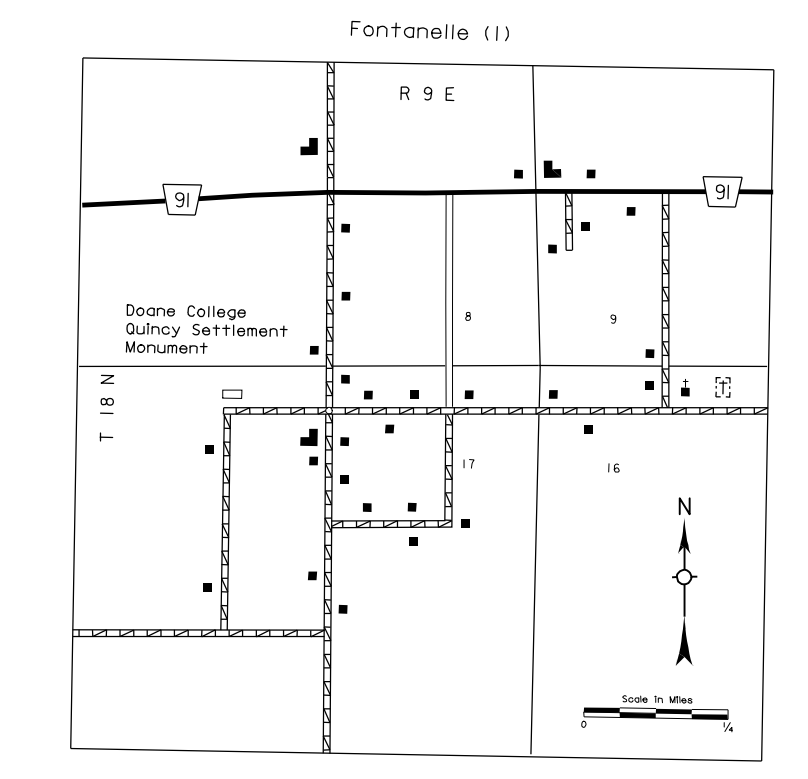 Fontanelle (1)
R 9 E
91
91
Doane College
Quincy Settlement
Monument
8
9
T 18 N
17
16
N
Scale in Miles
0
1/4